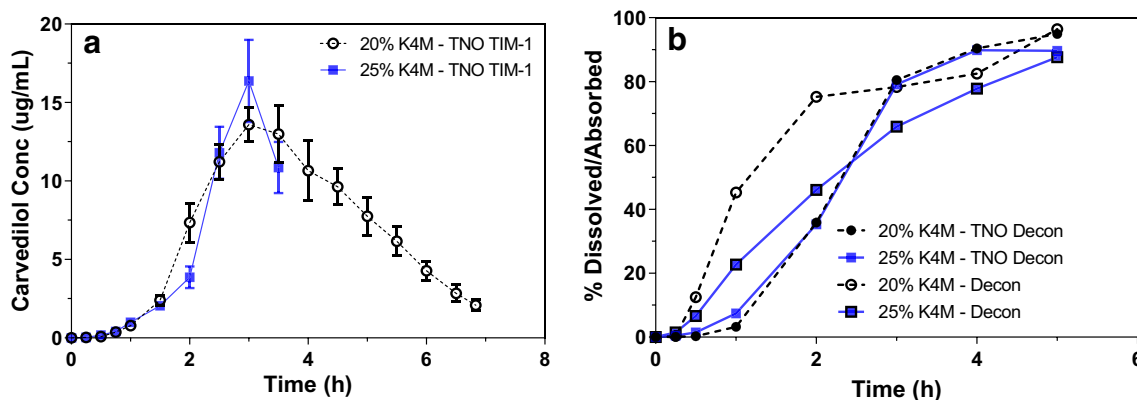 a
20% K4M - TNO TIM-1
25% K4M - TNO TIM-1
Carvedilol Conc (ug/mL)
20
15
10
5
0
0 2 4 6 8
Time (h)
b
% Dissolved/Absorbed
100
80
60
40
20
0
20% K4M - TNO Decon
25% K4M - TNO Decon
20% K4M - Decon
25% K4M - Decon
0 2 4 6
Time (h)